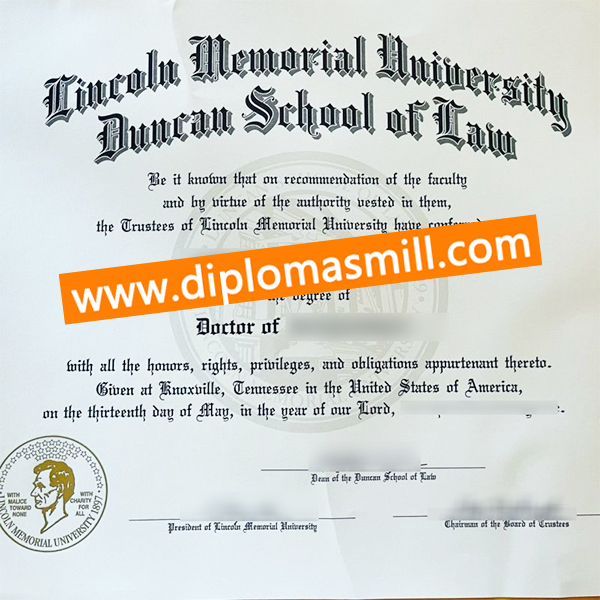 Lincoln Memorial University
Duncan School of Law
Be it known that on recommendation of the faculty
and by virtue of the authority vested in them,
the Trustees of Lincoln Memorial University have conferred
www.diplomasmill.com
the degree of
Doctor of
with all the honors, rights, privileges, and obligations appurtenant thereto.
Given at Knoxville, Tennessee in the United States of America,
on the thirteenth day of May, in the year of our Lord,
Dean of the Duncan School of Law
WITH MALICE TOWARD NONE
WITH CHARITY FOR ALL
LINCOLN MEMORIAL UNIVERSITY 1897
President of Lincoln Memorial University
Chairman of the Board of Trustees